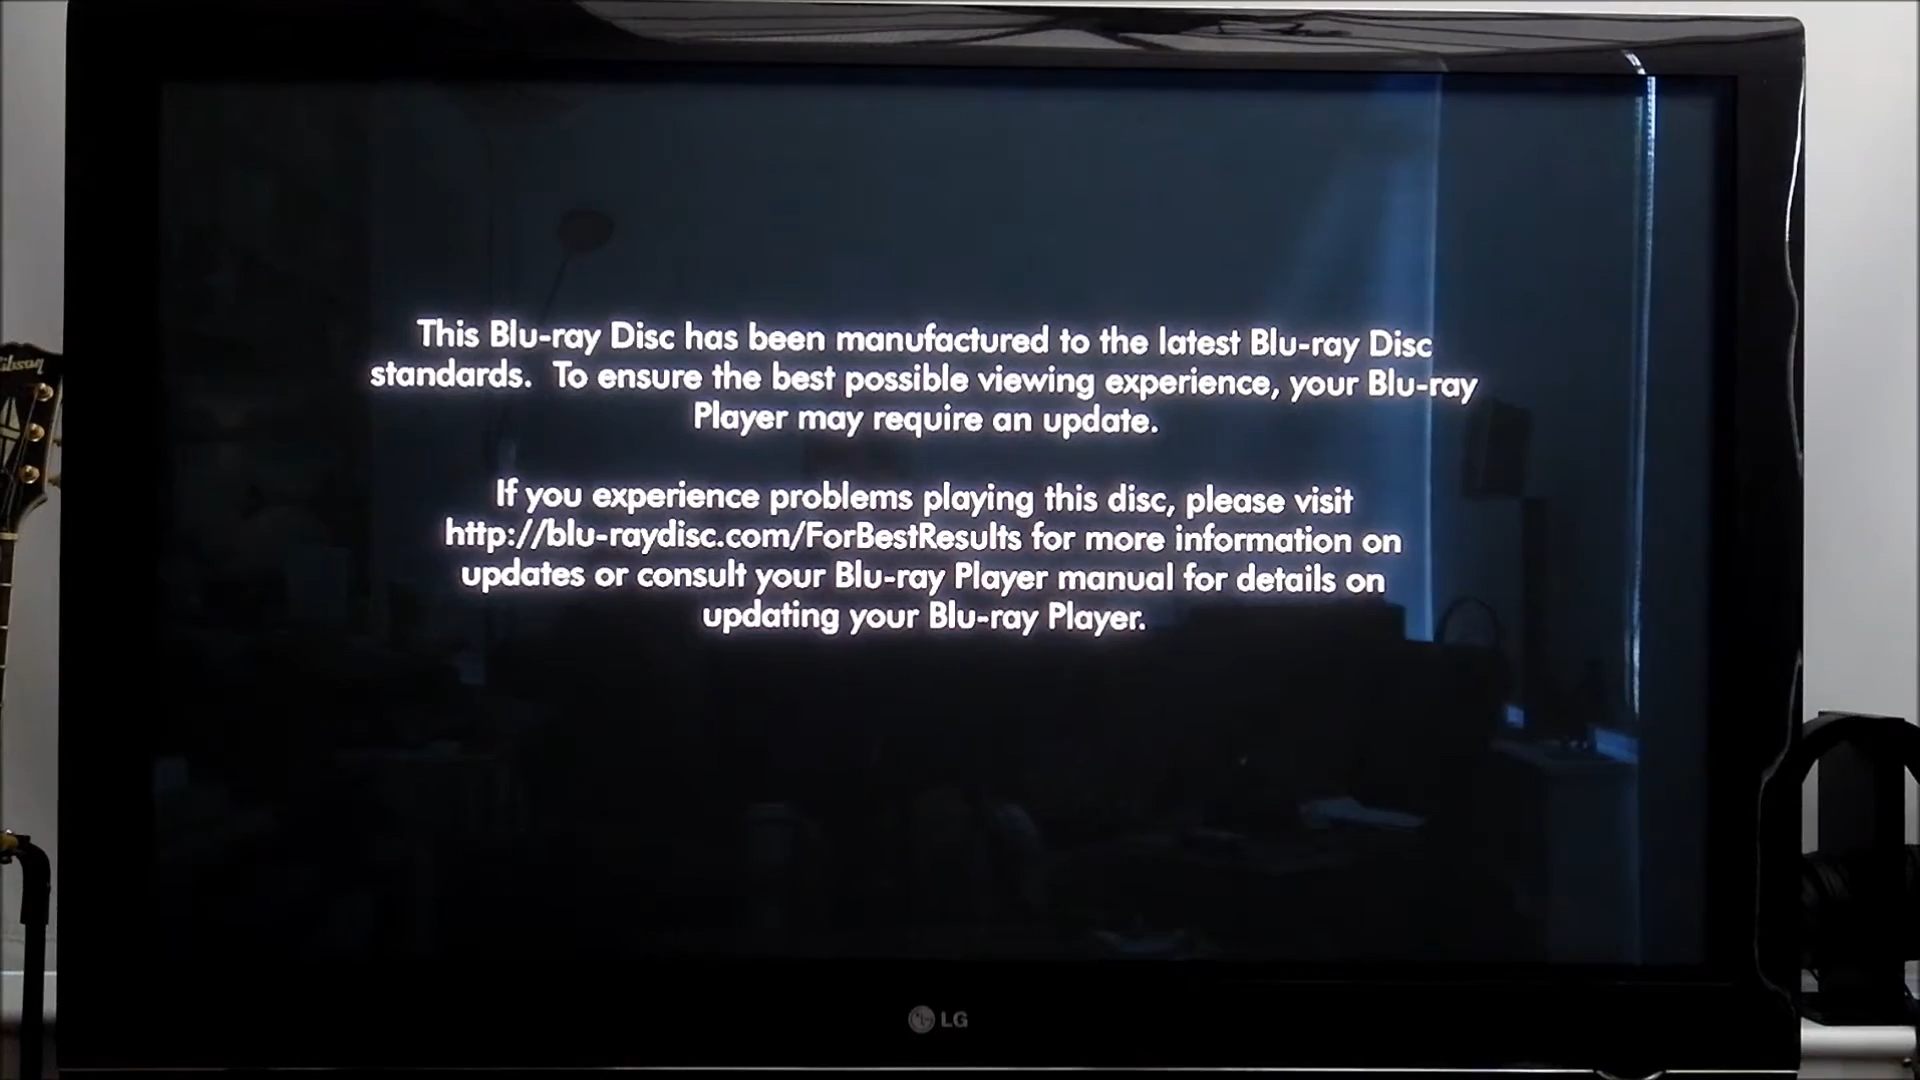 This Blu-ray Disc has been manufactured to the latest Blu-ray Disc
standards.  To ensure the best possible viewing experience, your Blu-ray
Player may require an update.
If you experience problems playing this disc, please visit
http://blu-raydisc.com/ForBestResults for more information on
updates or consult your Blu-ray Player manual for details on
updating your Blu-ray Player.
Gibson
LG